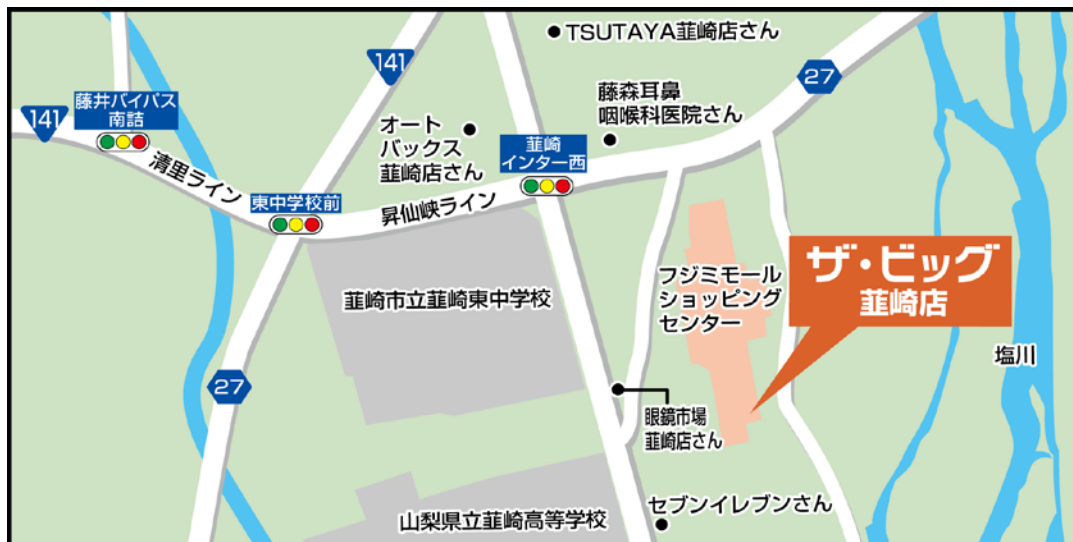 TSUTAYA韮崎店さん
141
27
藤井バイパス
南詰
141
藤森耳鼻
咽喉科医院さん
オート
バックス
韮崎店さん
韮崎
インター西
清里ライン
東中学校前
昇仙峡ライン
ザ・ビッグ
韮崎店
フジミモール
ショッピング
センター
韮崎市立韮崎東中学校
塩川
27
眼鏡市場
韮崎店さん
セブンイレブンさん
山梨県立韮崎高等学校